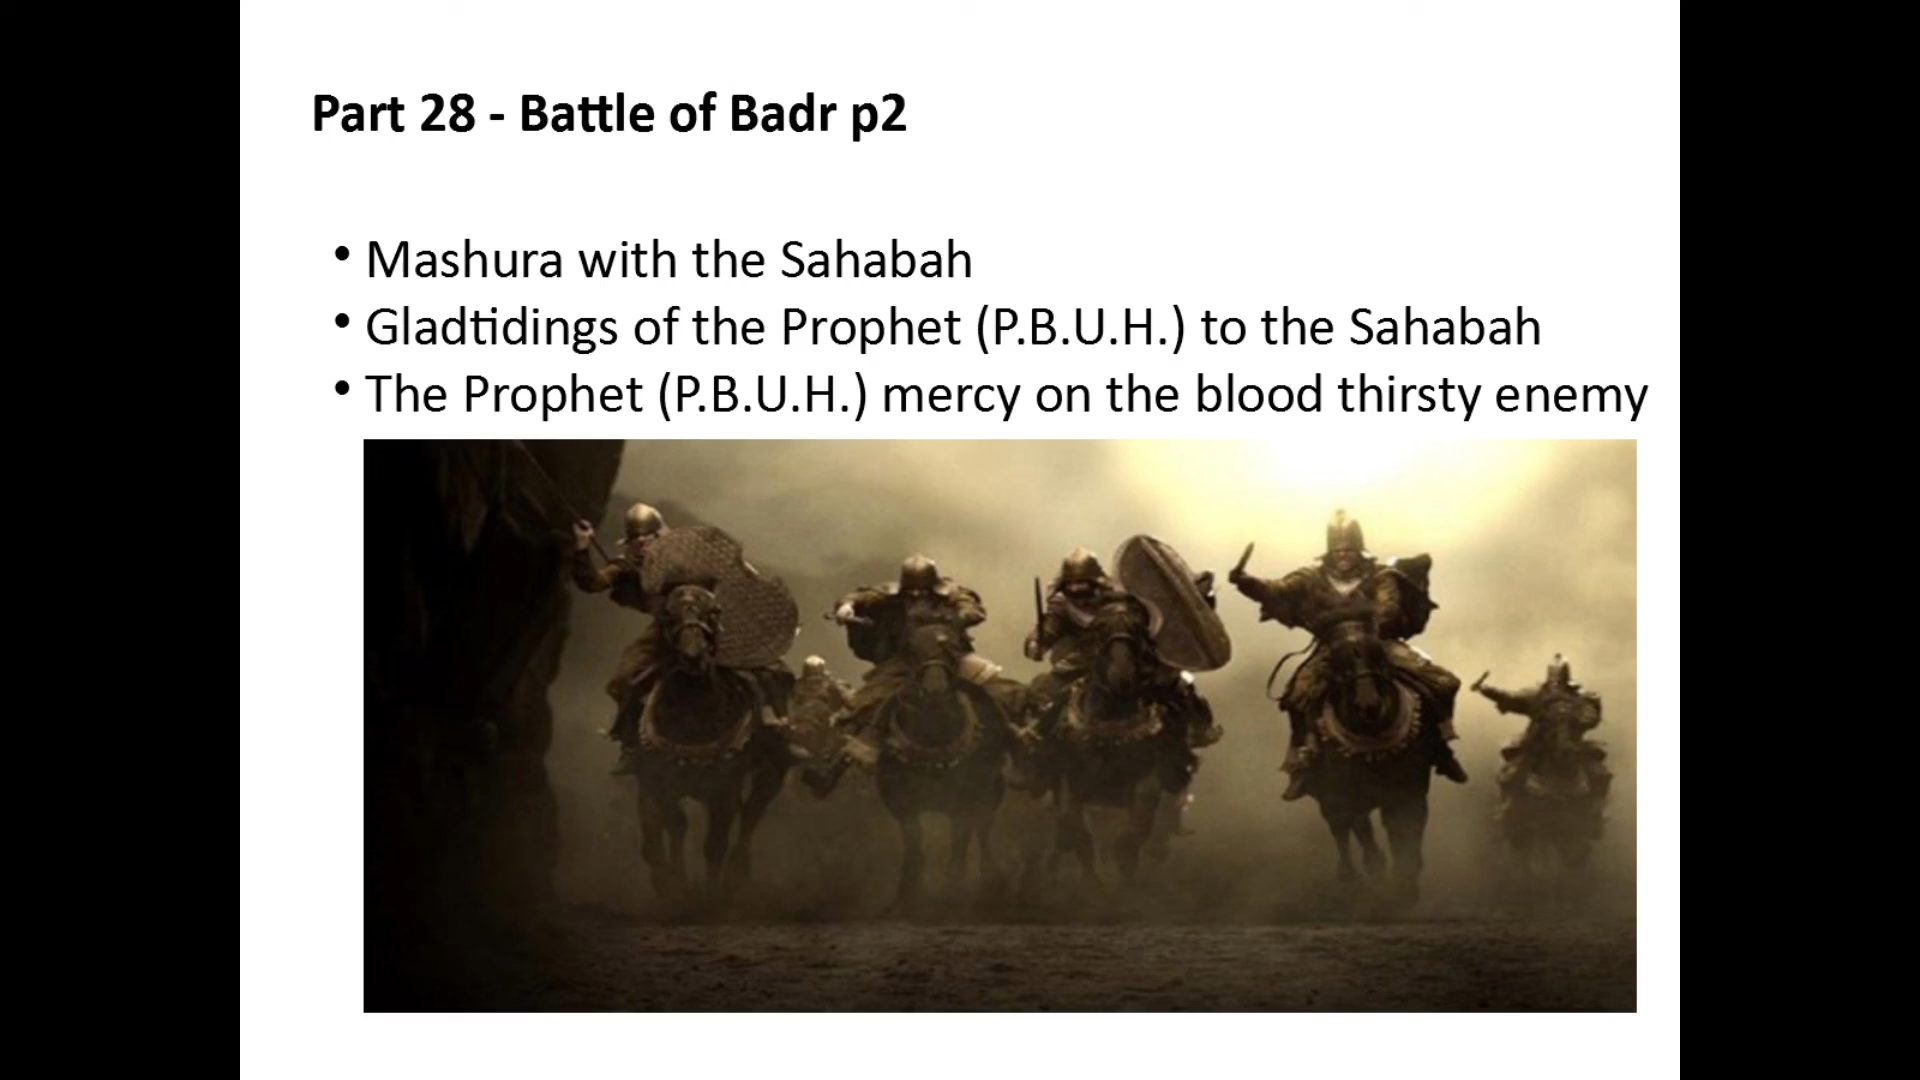 Part 28 - Battle of Badr p2
• Mashura with the Sahabah
• Gladtidings of the Prophet (P.B.U.H.) to the Sahabah
• The Prophet (P.B.U.H.) mercy on the blood thirsty enemy